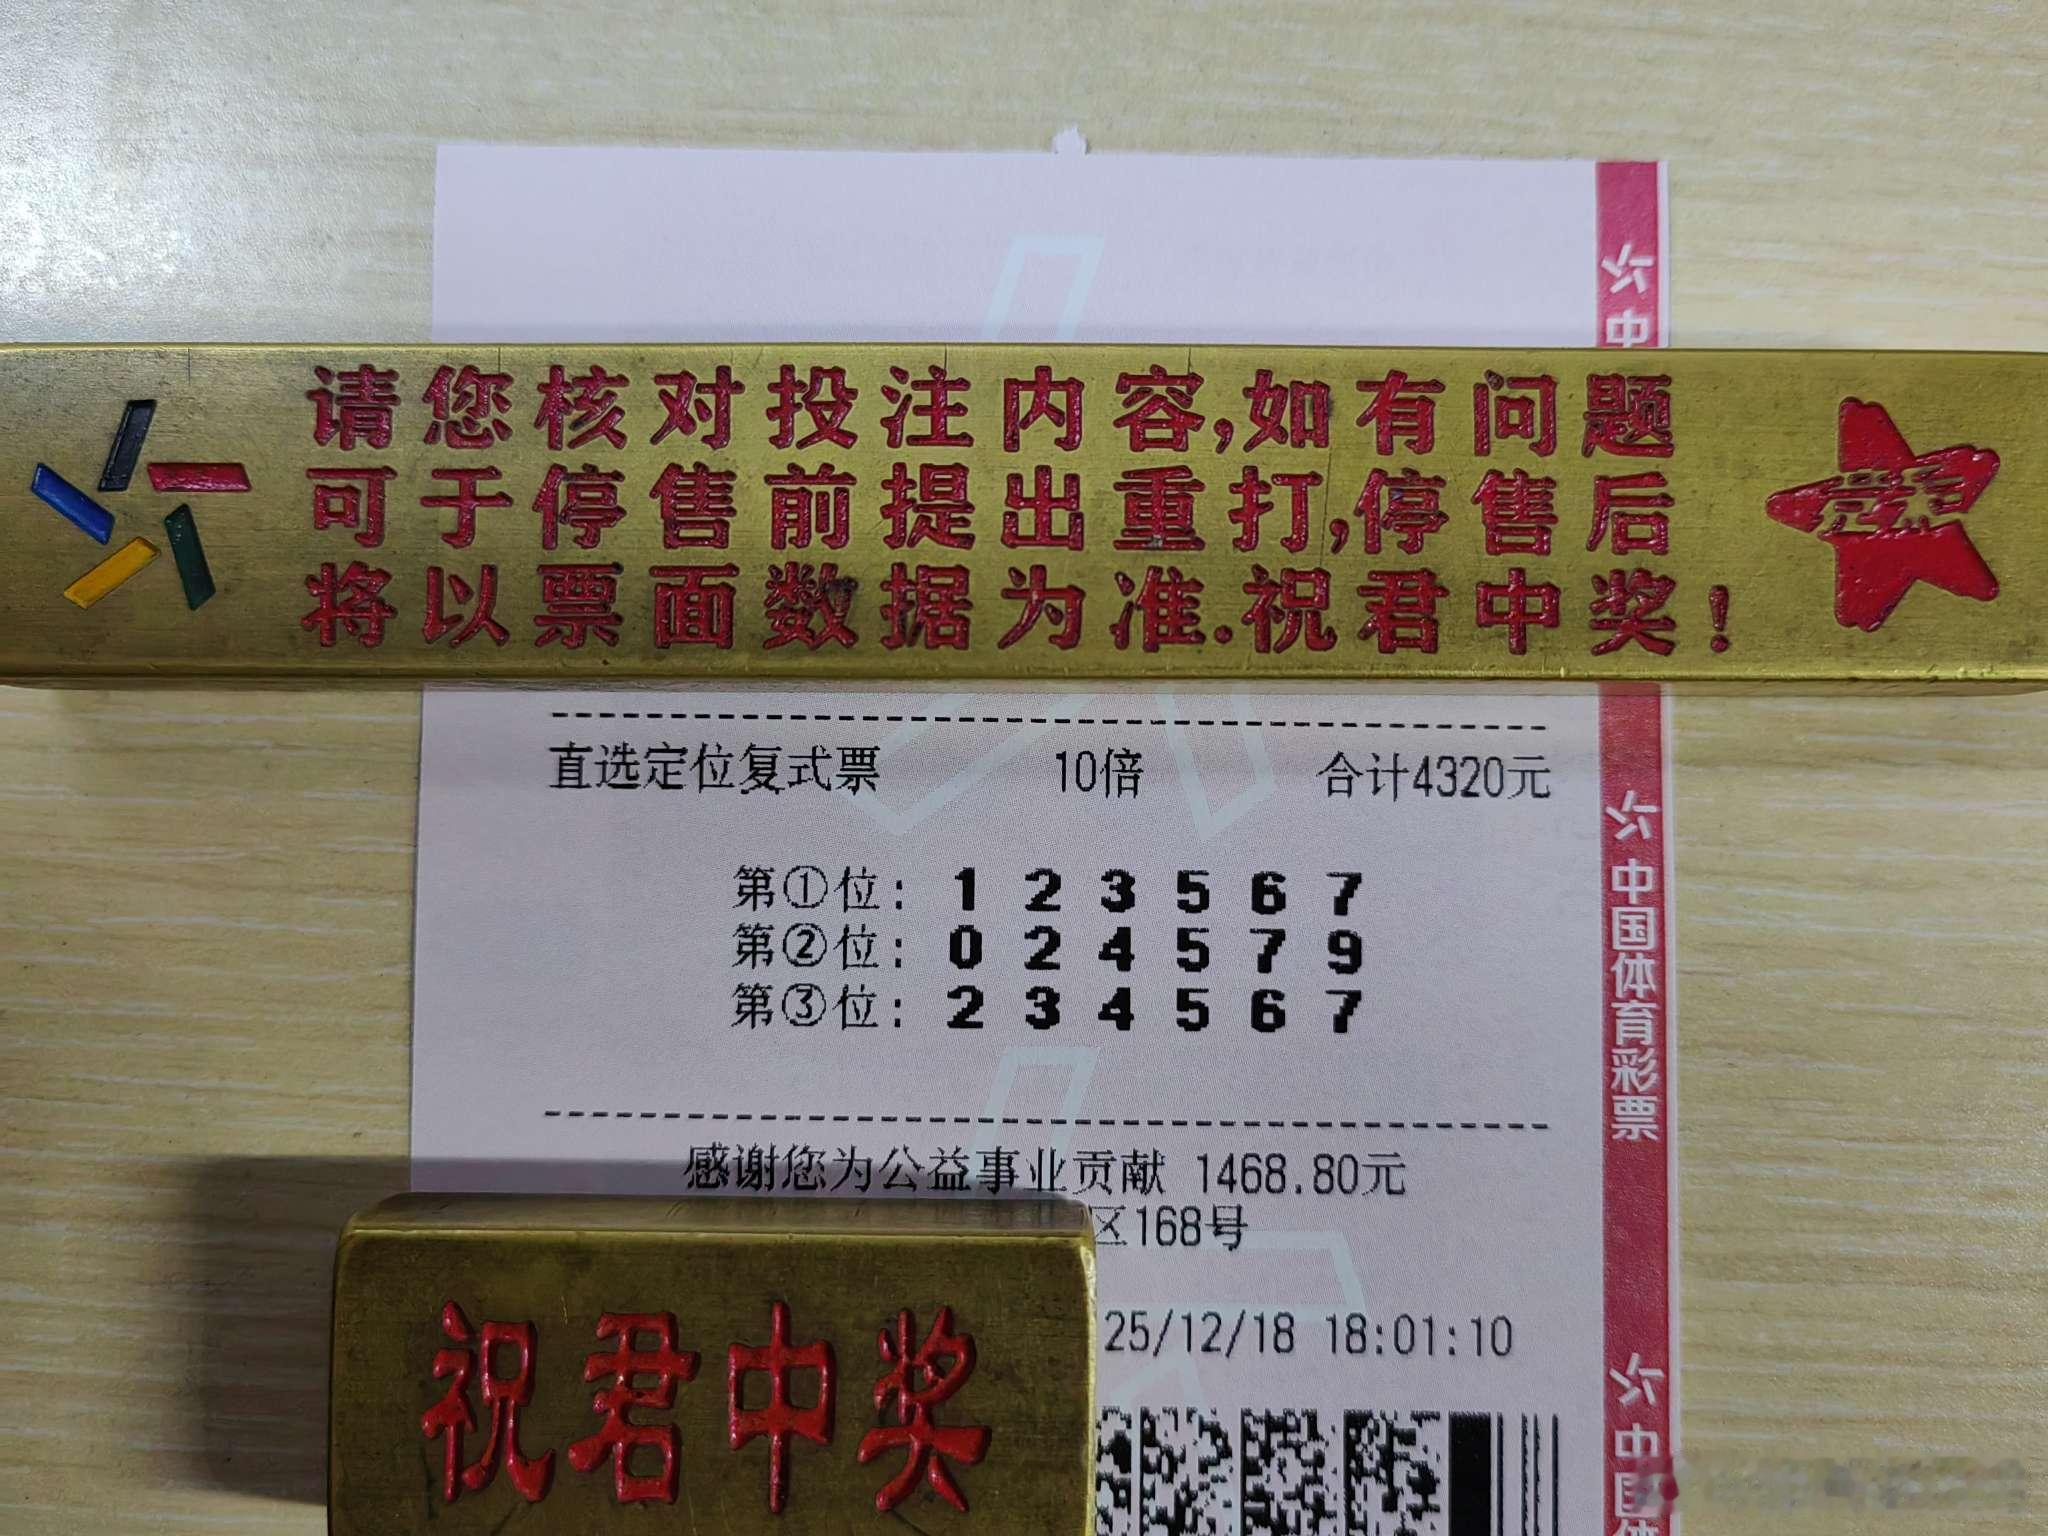 中
请您核对投注内容,如有问题
可于停售前提出重打,停售后
将以票面数据为准.祝君中奖!
直选定位复式票 10倍 合计4320元
第①位: 1 2 3 5 6 7
第②位: 0 2 4 5 7 9
第③位: 2 3 4 5 6 7
中国体育彩票
感谢您为公益事业贡献 1468.80元
区168号
25/12/18 18:01:10
祝君中奖
中国体